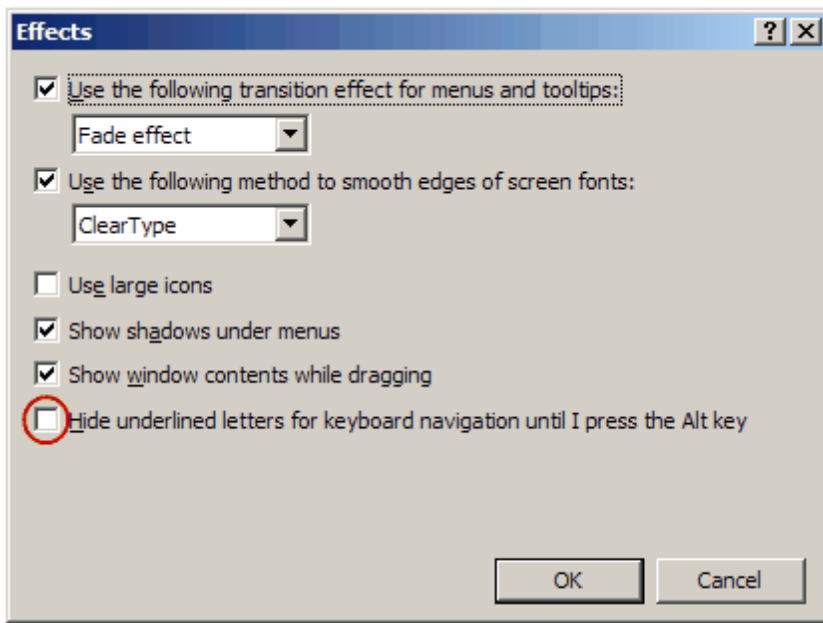 Effects
Use the following transition effect for menus and tooltips:
Fade effect
Use the following method to smooth edges of screen fonts:
ClearType
Use large icons
Show shadows under menus
Show window contents while dragging
Hide underlined letters for keyboard navigation until I press the Alt key
OK Cancel